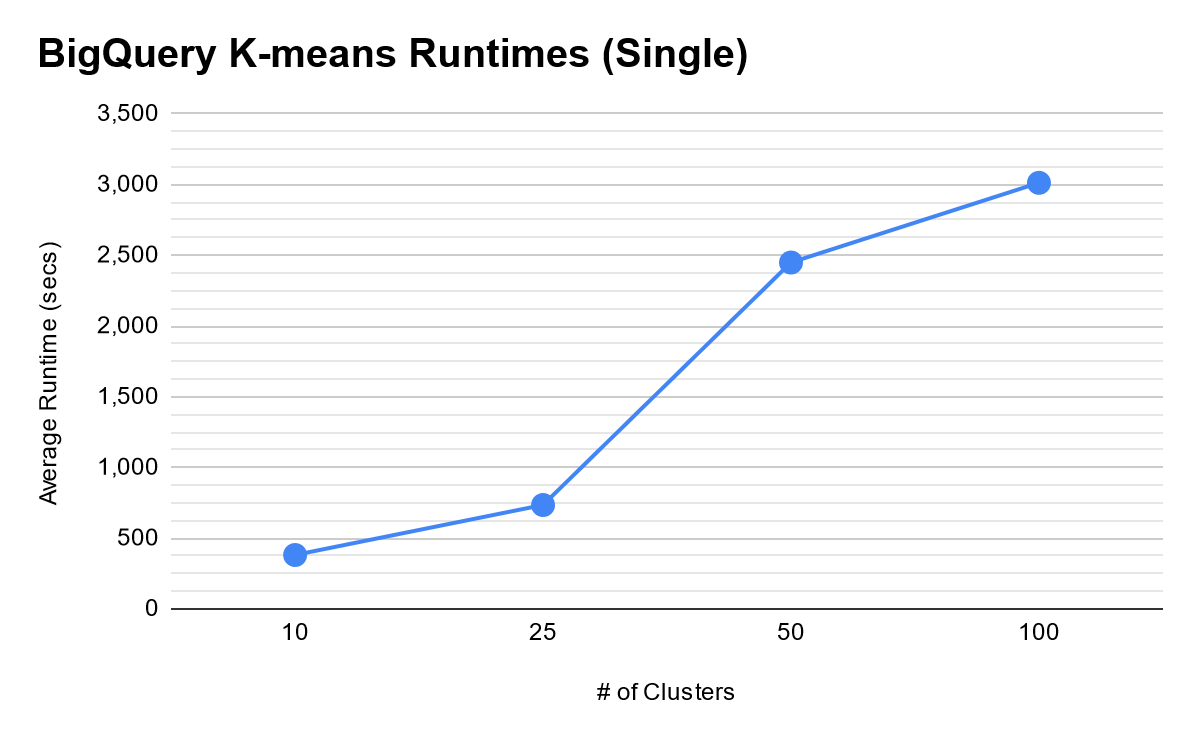 BigQuery K-means Runtimes (Single)
3,500
3,000
2,500
2,000
1,500
1,000
500
0
Average Runtime (secs)
10 25 50 100
# of Clusters